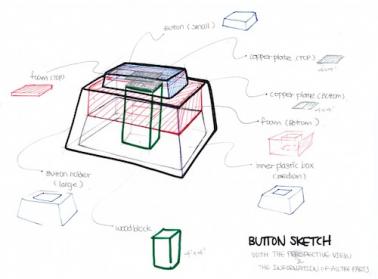 Button (small)
copper plate (TOP)
foam (TOP)
copper plate (Bottom)
foam (Bottom)
inner plastic box
(medium)
Button holder
(large)
wood block
BUTTON SKETCH
WITH THE PERSPECTIVE VIEW
&
THE INFORMATION OF ALL THE PARTS